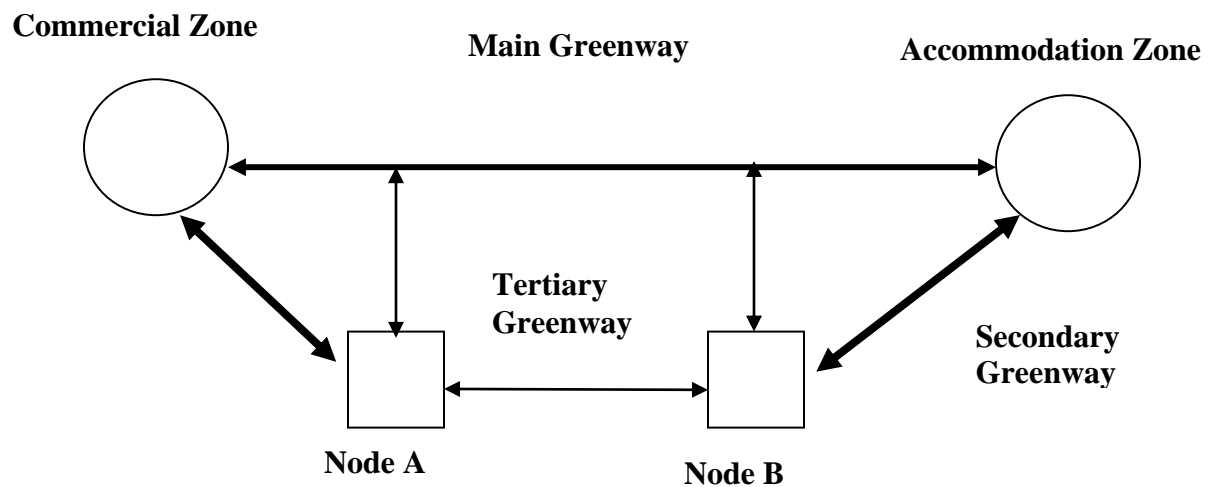 Commercial Zone
Main Greenway
Accommodation Zone
Tertiary
Greenway
Secondary
Greenway
Node A
Node B